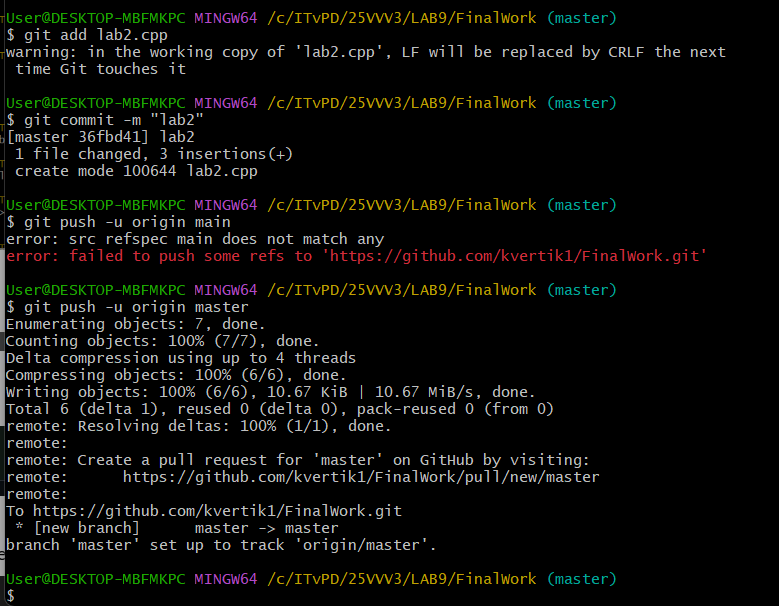 User@DESKTOP-MBFMKPC MINGW64 /c/ITvPD/25VVV3/LAB9/FinalWork (master)
$ git add lab2.cpp
warning: in the working copy of 'lab2.cpp', LF will be replaced by CRLF the next
 time Git touches it

User@DESKTOP-MBFMKPC MINGW64 /c/ITvPD/25VVV3/LAB9/FinalWork (master)
$ git commit -m "lab2"
[master 36fbd41] lab2
 1 file changed, 3 insertions(+)
 create mode 100644 lab2.cpp

User@DESKTOP-MBFMKPC MINGW64 /c/ITvPD/25VVV3/LAB9/FinalWork (master)
$ git push -u origin main
error: src refspec main does not match any
error: failed to push some refs to 'https://github.com/kvertik1/FinalWork.git'

User@DESKTOP-MBFMKPC MINGW64 /c/ITvPD/25VVV3/LAB9/FinalWork (master)
$ git push -u origin master
Enumerating objects: 7, done.
Counting objects: 100% (7/7), done.
Delta compression using up to 4 threads
Compressing objects: 100% (6/6), done.
Writing objects: 100% (6/6), 10.67 KiB | 10.67 MiB/s, done.
Total 6 (delta 1), reused 0 (delta 0), pack-reused 0 (from 0)
remote: Resolving deltas: 100% (1/1), done.
remote:
remote: Create a pull request for 'master' on GitHub by visiting:
remote:      https://github.com/kvertik1/FinalWork/pull/new/master
remote:
To https://github.com/kvertik1/FinalWork.git
 * [new branch]      master -> master
branch 'master' set up to track 'origin/master'.

User@DESKTOP-MBFMKPC MINGW64 /c/ITvPD/25VVV3/LAB9/FinalWork (master)
$